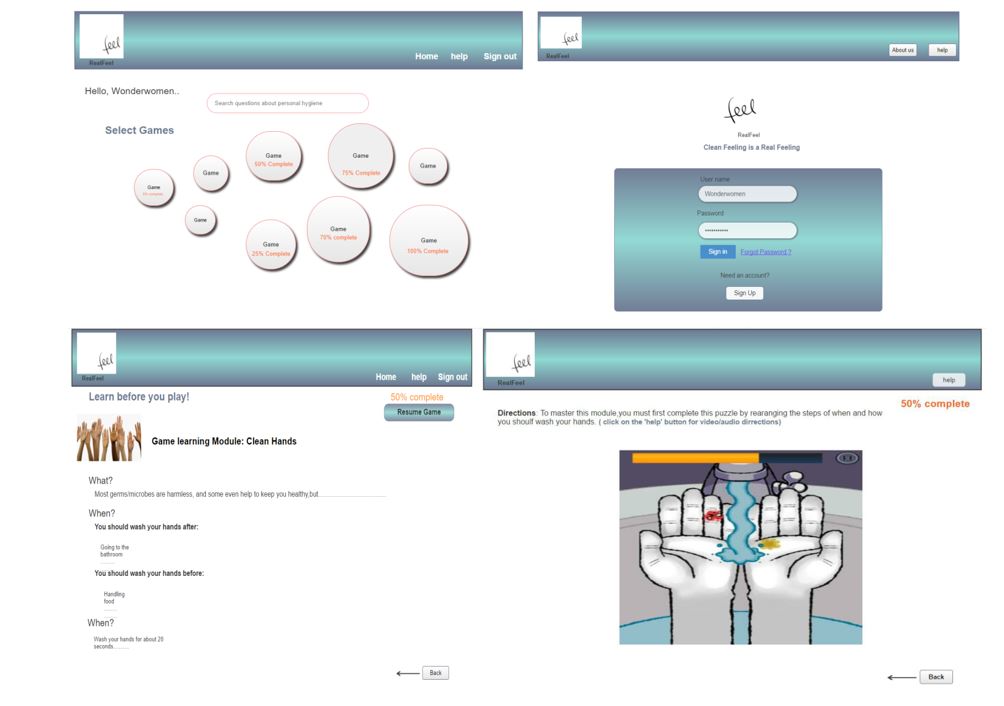 feel
RealFeel
Home help Sign out
Hello, Wonderwomen..
Search questions about personal hygiene
Select Games
Game
Game
Game
50% Complete
Game
75% Complete
Game
Game
Game
25% Complete
Game
70% complete
Game
100% Complete
feel
RealFeel
About us help
feel
RealFeel
Clean Feeling is a Real Feeling
User name
Wonderwomen
Password
••••••••••••
Sign in Forgot Password ?
Need an account?
Sign Up
feel
RealFeel
Home help Sign out
Learn before you play!
50% complete
Resume Game
Game learning Module: Clean Hands
What?
Most germs/microbes are harmless, and some even help to keep you healthy,but..................................
When?
You should wash your hands after:
Going to the
bathroom
.........
You should wash your hands before:
Handling
food
........
When?
Wash your hands for about 20
seconds..........
Back
feel
RealFeel
help
50% complete
Directions: To master this module,you must first complete this puzzle by rearanging the steps of when and how
you shoulf wash your hands. ( click on the 'help' button for video/audio dirrections)
Back